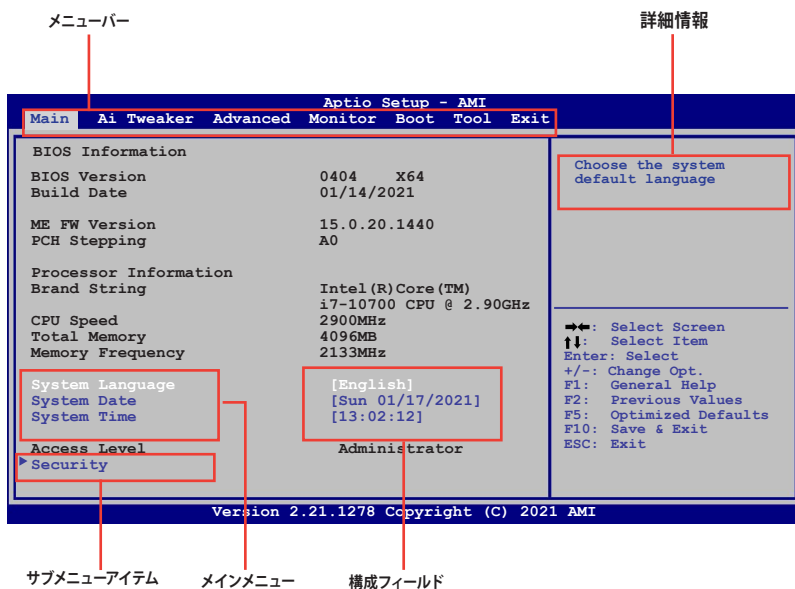 メニューバー
詳細情報
Aptio Setup - AMI
Main Ai Tweaker Advanced Monitor Boot Tool Exit
BIOS Information
BIOS Version 0404 X64
Build Date 01/14/2021
ME FW Version 15.0.20.1440
PCH Stepping A0
Processor Information
Brand String Intel(R)Core(TM)
i7-10700 CPU @ 2.90GHz
CPU Speed 2900MHz
Total Memory 4096MB
Memory Frequency 2133MHz
System Language [English]
System Date [Sun 01/17/2021]
System Time [13:02:12]
Access Level Administrator
Security
Choose the system
default language
→←: Select Screen
↑↓: Select Item
Enter: Select
+/-: Change Opt.
F1: General Help
F2: Previous Values
F5: Optimized Defaults
F10: Save & Exit
ESC: Exit
Version 2.21.1278 Copyright (C) 2021 AMI
サブメニューアイテム
メインメニュー
構成フィールド